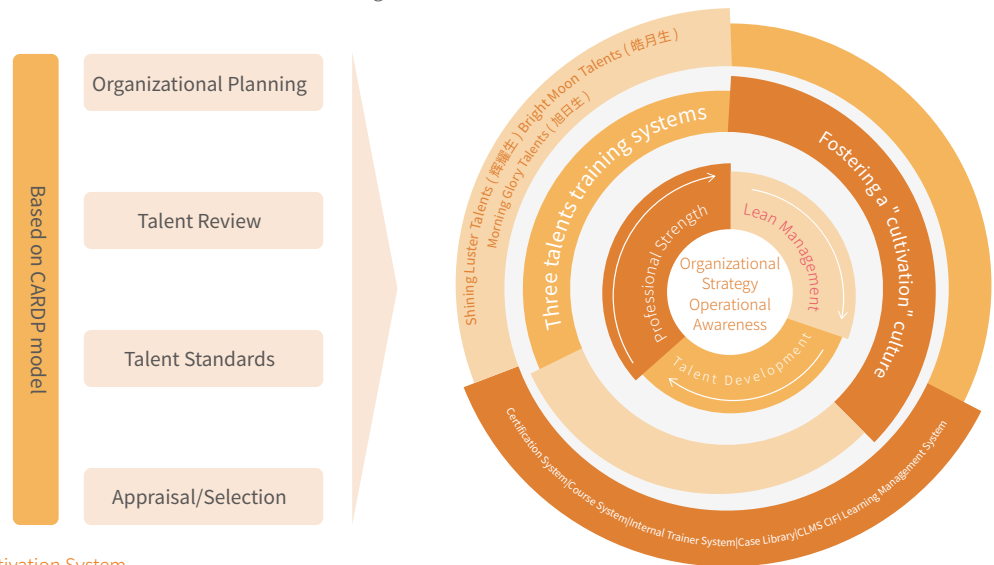 Based on CARDP model
Organizational Planning
Talent Review
Talent Standards
Appraisal/Selection
Shining Luster Talents ( 辉耀生 ) Bright Moon Talents ( 皓月生 )
Morning Glory Talents ( 旭日生 )
Three talents training systems
Fostering a " cultivation" culture
Professional Strength
Lean Management
Talent Development
Organizational
Strategy
Operational
Awareness
Certification System|Course System|Internal Trainer System|Case Library|CLMS CIFI Learning Management System
System